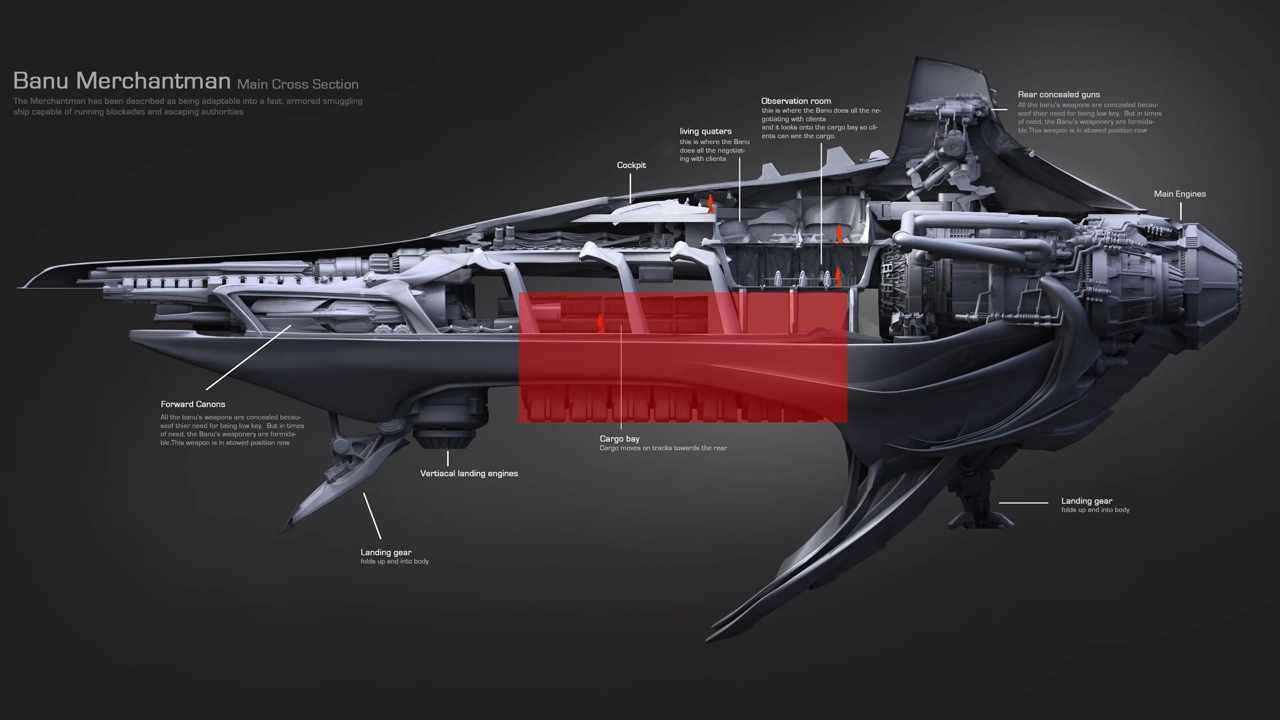 Banu Merchantman Main Cross Section
The Merchantman has been described as being adaptable into a fast, armored smuggling
ship capable of running blockades and escaping authorities
Cockpit
living quaters
this is where the Banu
does all the negotiat-
ing with clients
Observation room
this is where the Banu does all the ne-
gotiating with clients
and it looks onto the cargo bay so cli-
ents can see the cargo.
Rear concealed guns
All the banu's weapons are concealed becau-
seof thier need for being low key. But in times
of need, the Banu's weaponery are formida-
ble.This weapon is in stowed position now
Main Engines
Forward Canons
All the banu's weapons are concealed becau-
seof thier need for being low key. But in times
of need, the Banu's weaponery are formida-
ble.This weapon is in stowed position now
Cargo bay
Cargo moves on tracks towards the rear
Vertiacal landing engines
Landing gear
folds up and into body
Landing gear
folds up and into body